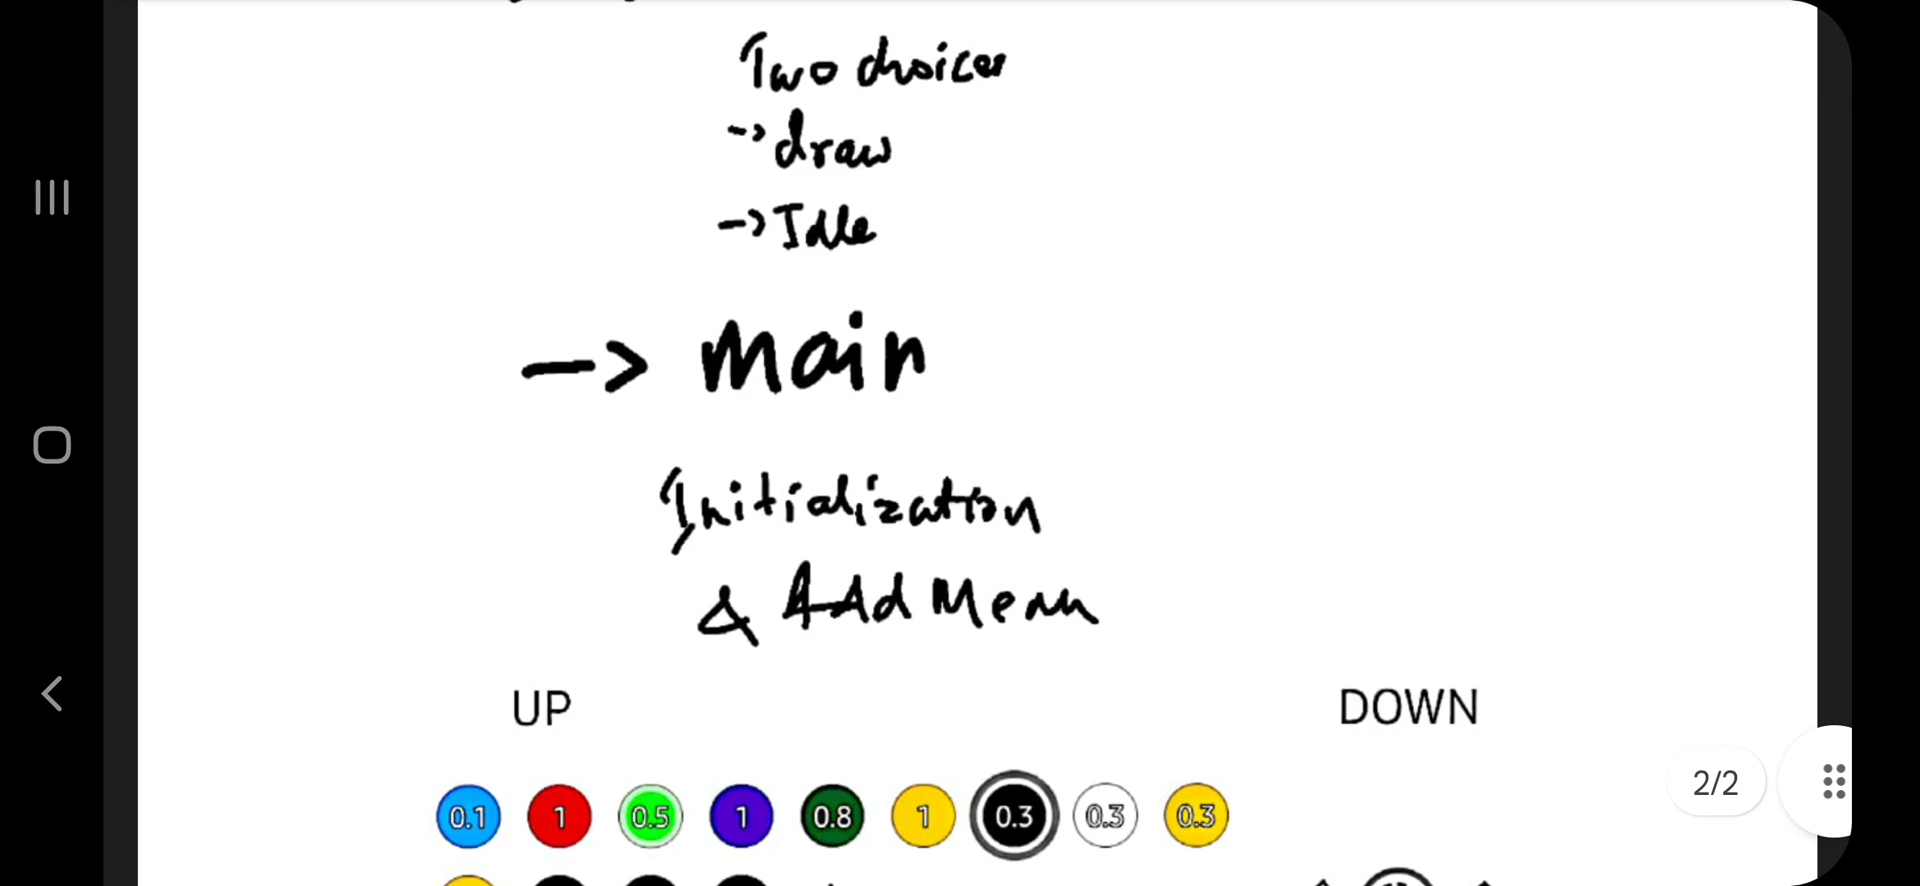 Two choices
-> draw
-> Idle
-> main
Initialization
& Add Menu
UP
DOWN
2/2
0.1 1 0.5 1 0.8 1 0.3 0.3 0.3